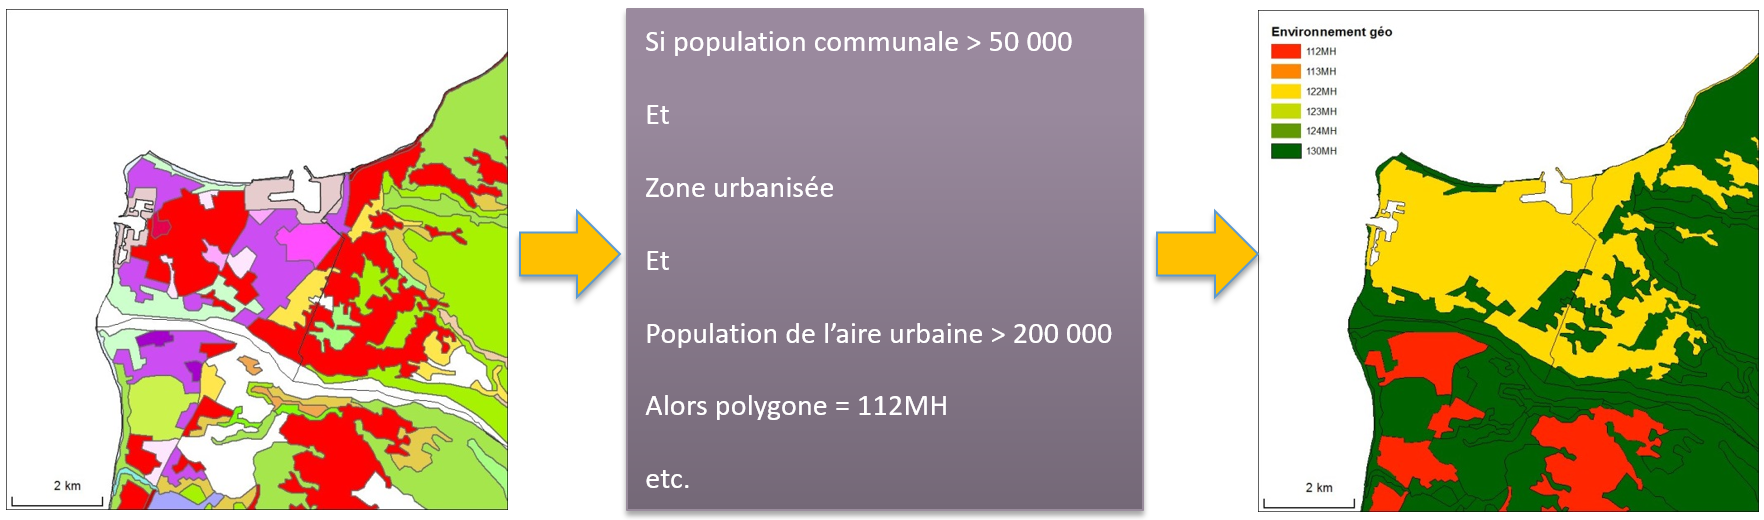 2 km
Si population communale > 50 000
Et
Zone urbanisée
Et
Population de l’aire urbaine > 200 000
Alors polygone = 112MH
etc.
Environnement géo
112MH
113MH
122MH
123MH
124MH
130MH
2 km